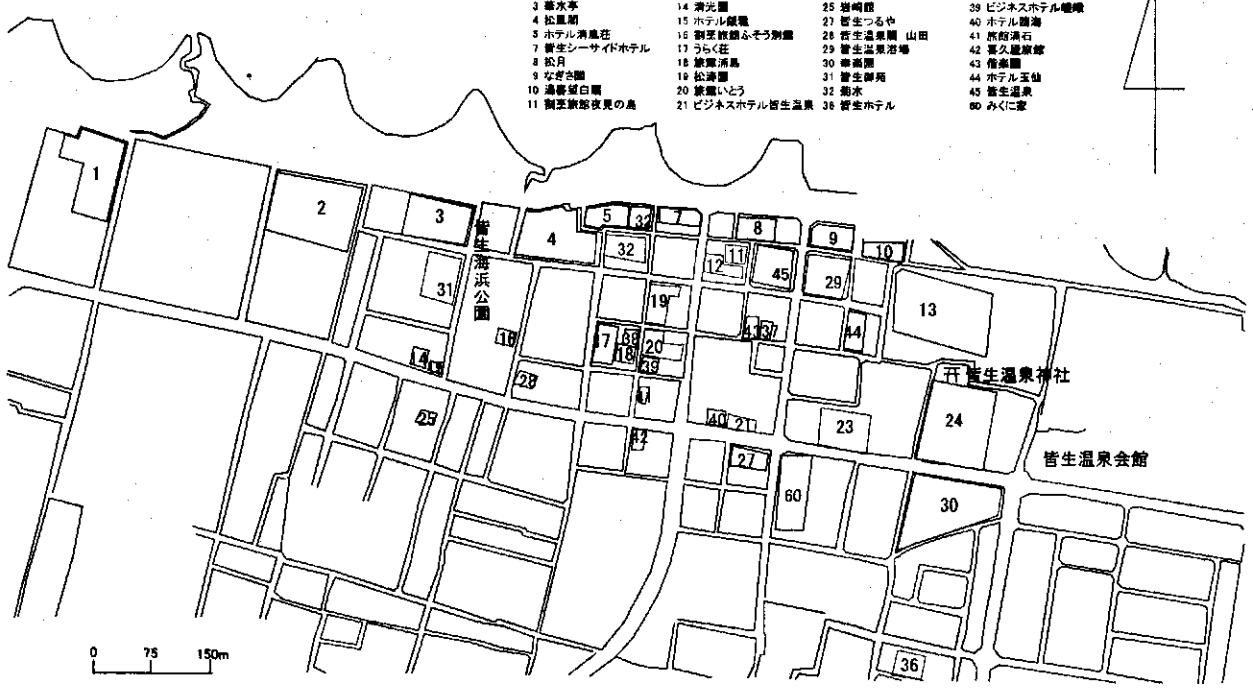 3 華水亭
4 松風閣
5 ホテル清風荘
7 皆生シーサイドホテル
8 松月
9 なぎさ園
10 湯喜望白扇
11 割烹旅館夜見の島
14 清光園
15 ホテル銀龍
16 割烹旅館ふそう別館
17 うらく荘
18 旅館浦島
19 松涛園
20 旅館いとう
21 ビジネスホテル皆生温泉
25 岩崎館
27 皆生つるや
28 皆生温泉閣 山田
29 皆生温泉浴場
30 幸楽園
31 皆生御苑
32 菊水
36 皆生ホテル
39 ビジネスホテル嵯峨
40 ホテル
41 旅館漱石
42 喜久屋旅館
43 偕楽園
44 ホテル玉仙
45 皆生温泉
60 みくに家
1
2
3
4
5
32
7
8
9
10
皆生海浜公園
32
12
11
45
29
13
31
19
16
17
38
18
20
39
43
37
44
14
15
28
41
25
42
40
21
23
24
皆生温泉神社
皆生温泉会館
27
60
30
36
0 75 150m